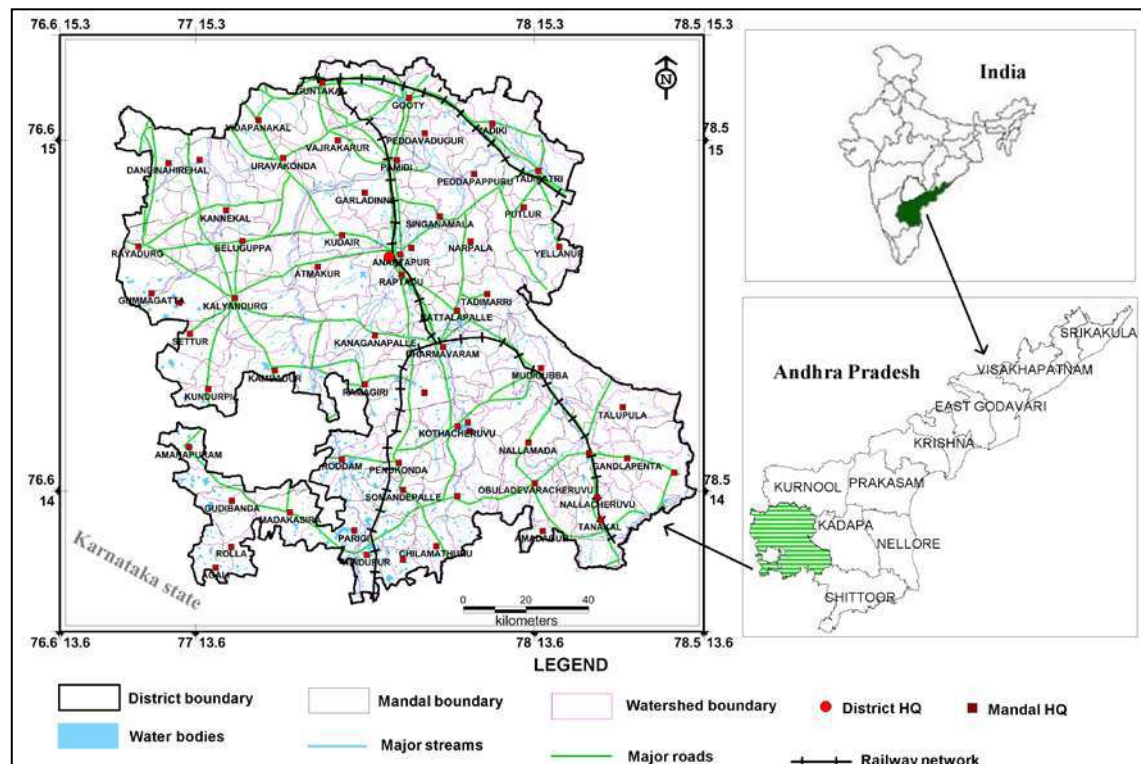 76.6 15.3
77 15.3
78 15.3
78.5 15.3
N
GUNTAKAL
GOOTY
VIDAPANAKAL
YADIKI
76.6
15
78.5
15
VAJRAKARUR
PEDDAVADUGUR
URAVAKONDA
PAMIDI
DANDINAHIREHAL
PEDDAPAPPURU
TADIPATRI
GARLADINNE
KANNEKAL
SINGANAMALA
PUTLUR
BELUGUPPA
KUDAIR
NARPALA
RAYADURG
YELLANUR
ANANTAPUR
ATMAKUR
RAPTADU
GUMMAGATTA
KALYANDURG
TADIMARRI
BATTALAPALLE
SETTUR
KANAGANAPALLE
DHARMAVARAM
KAMBADUR
MUDIGUBBA
KUNDURPI
RAMAGIRI
TALUPULA
KOTHACHERUVU
AMARAPURAM
NALLAMADA
RODDAM
PENUKONDA
GANDLAPENTA
76.6
14
78.5
14
SOMANDEPALLE
OBULADEVARACHERUVU
GUDIBANDA
NALLACHERUVU
MADAKASIRA
TANAKAL
PARIGI
AMADAGUR
ROLLA
CHILAMATHURU
HINDUPUR
AGALI
Karnataka state
0 20 40
kilometers
76.6 13.6
77 13.6
78 13.6
78.5 13.6
India
Andhra Pradesh
SRIKAKULA
VISAKHAPATNAM
EAST GODAVARI
KRISHNA
PRAKASAM
KURNOOL
KADAPA
NELLORE
CHITTOOR
LEGEND
District boundary
Mandal boundary
Watershed boundary
District HQ
Mandal HQ
Water bodies
Major streams
Major roads
Railway network